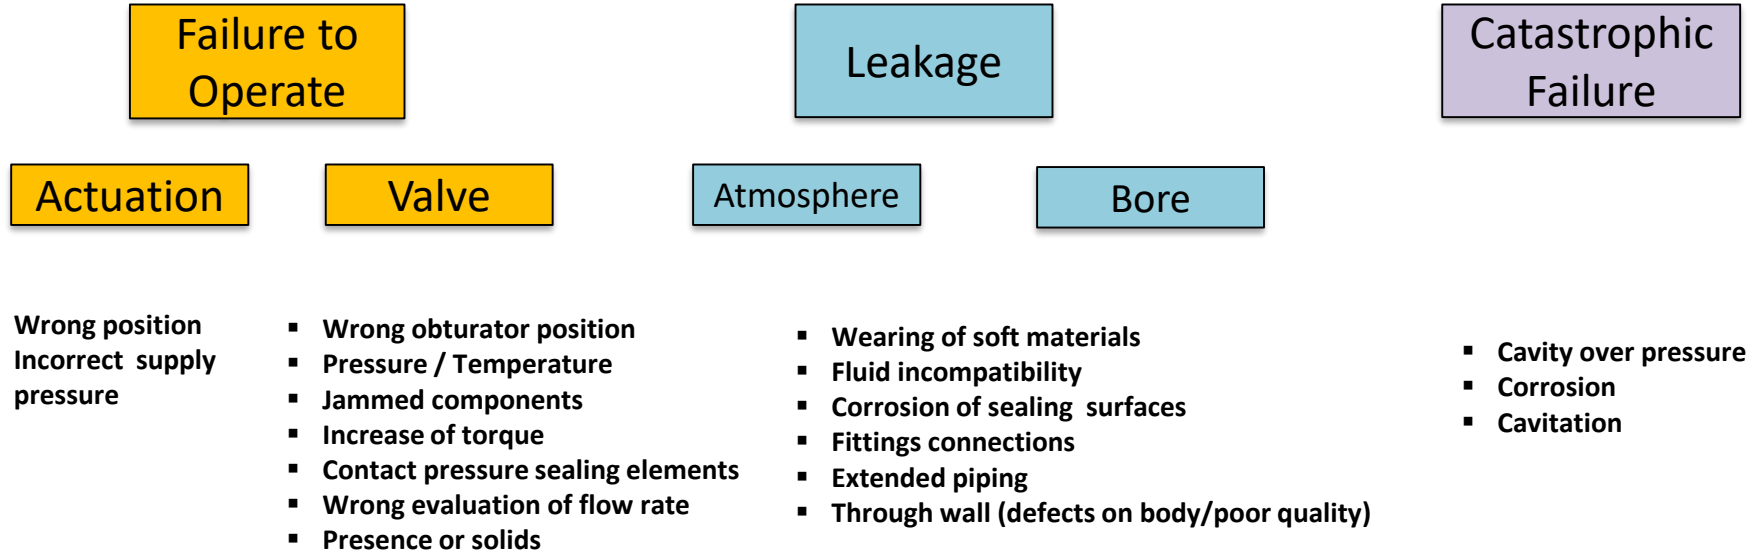 Failure to
Operate
Leakage
Catastrophic
Failure
Actuation
Valve
Atmosphere
Bore
Wrong position
Incorrect supply
pressure
▪ Wrong obturator position
▪ Pressure / Temperature
▪ Jammed components
▪ Increase of torque
▪ Contact pressure sealing elements
▪ Wrong evaluation of flow rate
▪ Presence or solids
▪ Wearing of soft materials
▪ Fluid incompatibility
▪ Corrosion of sealing surfaces
▪ Fittings connections
▪ Extended piping
▪ Through wall (defects on body/poor quality)
▪ Cavity over pressure
▪ Corrosion
▪ Cavitation